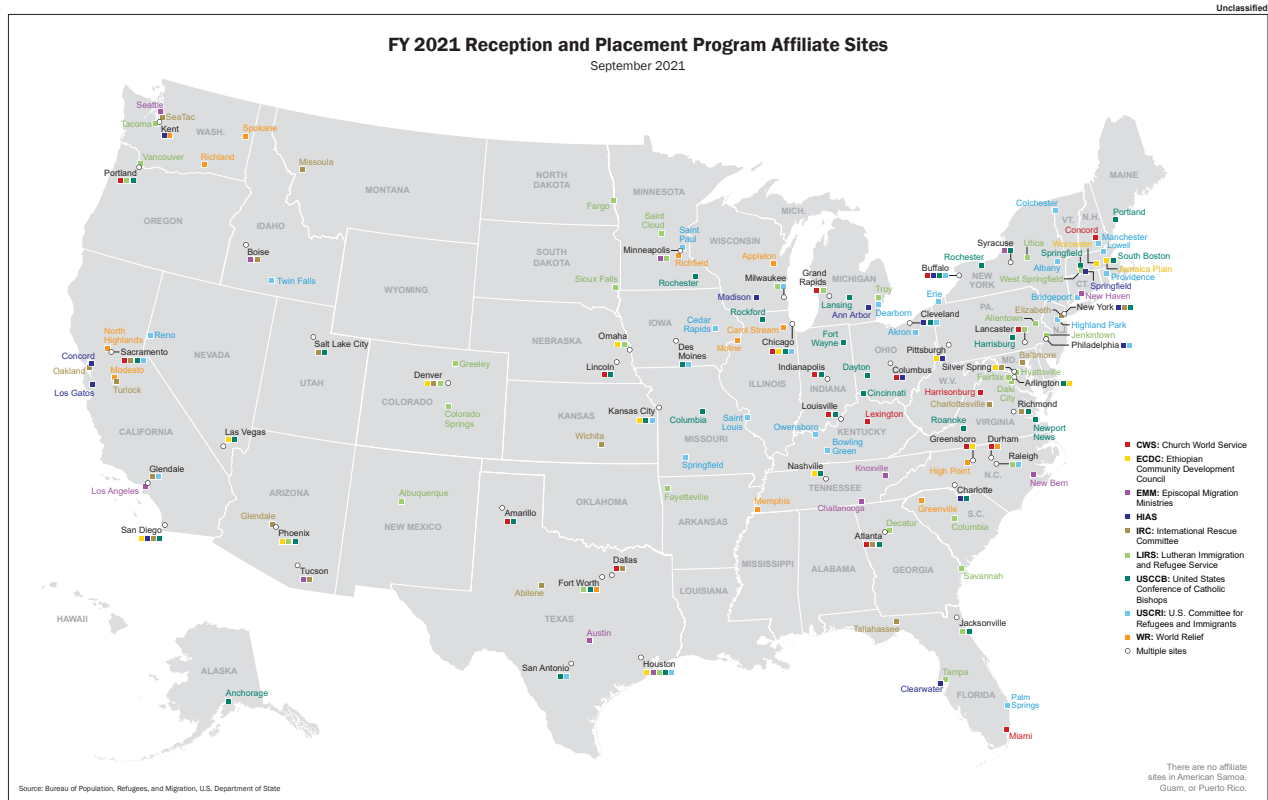 Unclassified
FY 2021 Reception and Placement Program Affiliate Sites
September 2021
Seattle
SeaTac
Tacoma
Kent
WASH.
Spokane
Vancouver
Richland
Portland
Missoula
MONTANA
OREGON
IDAHO
Boise
Twin Falls
WYOMING
NORTH
DAKOTA
Fargo
SOUTH
DAKOTA
Sioux Falls
MINNESOTA
Saint
Cloud
Saint
Paul
Minneapolis
Richfield
Rochester
WISCONSIN
Appleton
Milwaukee
Madison
MICH.
Grand
Rapids
MICHIGAN
Lansing
Ann Arbor
Troy
Dearborn
North
Highlands
Reno
Sacramento
Concord
Oakland
Modesto
Turlock
Los Gatos
NEVADA
CALIFORNIA
Salt Lake City
UTAH
Las Vegas
Glendale
Los Angeles
San Diego
ARIZONA
Glendale
Phoenix
Tucson
Greeley
Denver
COLORADO
Colorado
Springs
Albuquerque
NEW MEXICO
NEBRASKA
Omaha
Lincoln
KANSAS
Kansas City
Wichita
OKLAHOMA
Amarillo
Dallas
Fort Worth
Abilene
TEXAS
Austin
San Antonio
Houston
IOWA
Cedar
Rapids
Des
Moines
Moline
Rockford
Carol Stream
Chicago
ILLINOIS
MISSOURI
Columbia
Saint
Louis
Springfield
Fayetteville
ARKANSAS
LOUISIANA
MISSISSIPPI
Memphis
Fort
Wayne
Indianapolis
INDIANA
OHIO
Dayton
Cincinnati
Columbus
Cleveland
Akron
Erie
Pittsburgh
PA.
Louisville
Lexington
KENTUCKY
Owensboro
Bowling
Green
Nashville
TENNESSEE
Knoxville
Challanooga
ALABAMA
GEORGIA
Atlanta
Decatur
Savannah
Tallahassee
Jacksonville
Tampa
Clearwater
FLORIDA
Palm
Springs
Miami
W.V.
Harrisonburg
Charlottesville
VIRGINIA
Richmond
Roanoke
Newport
News
Greensboro
Durham
High Point
Raleigh
N.C.
New Bern
Charlotte
Greenville
S.C.
Columbia
MAINE
Portland
VT.
N.H.
Colchester
Concord
Manchester
Lowell
Worcester
South Boston
Jamaica Plain
Providence
Springfield
West Springfield
Springfield
CT.
New Haven
Bridgeport
Albany
Utica
Syracuse
Rochester
Buffalo
NEW
YORK
Elizabeth
New York
Highland Park
N.J.
Allentown
Jenkintown
Lancaster
Harrisburg
Philadelphia
MD.
Baltimore
Silver Spring
Hyattsville
Fairfax
Arlington
Dale
City
HAWAII
ALASKA
Anchorage
CWS: Church World Service
ECDC: Ethiopian
Community Development
Council
EMM: Episcopal Migration
Ministries
HIAS
IRC: International Rescue
Committee
LIRS: Lutheran Immigration
and Refugee Service
USCCB: United States
Conference of Catholic
Bishops
USCRI: U.S. Committee for
Refugees and Immigrants
WR: World Relief
Multiple sites
There are no affiliate
sites in American Samoa,
Guam, or Puerto Rico.
Source: Bureau of Population, Refugees, and Migration, U.S. Department of State